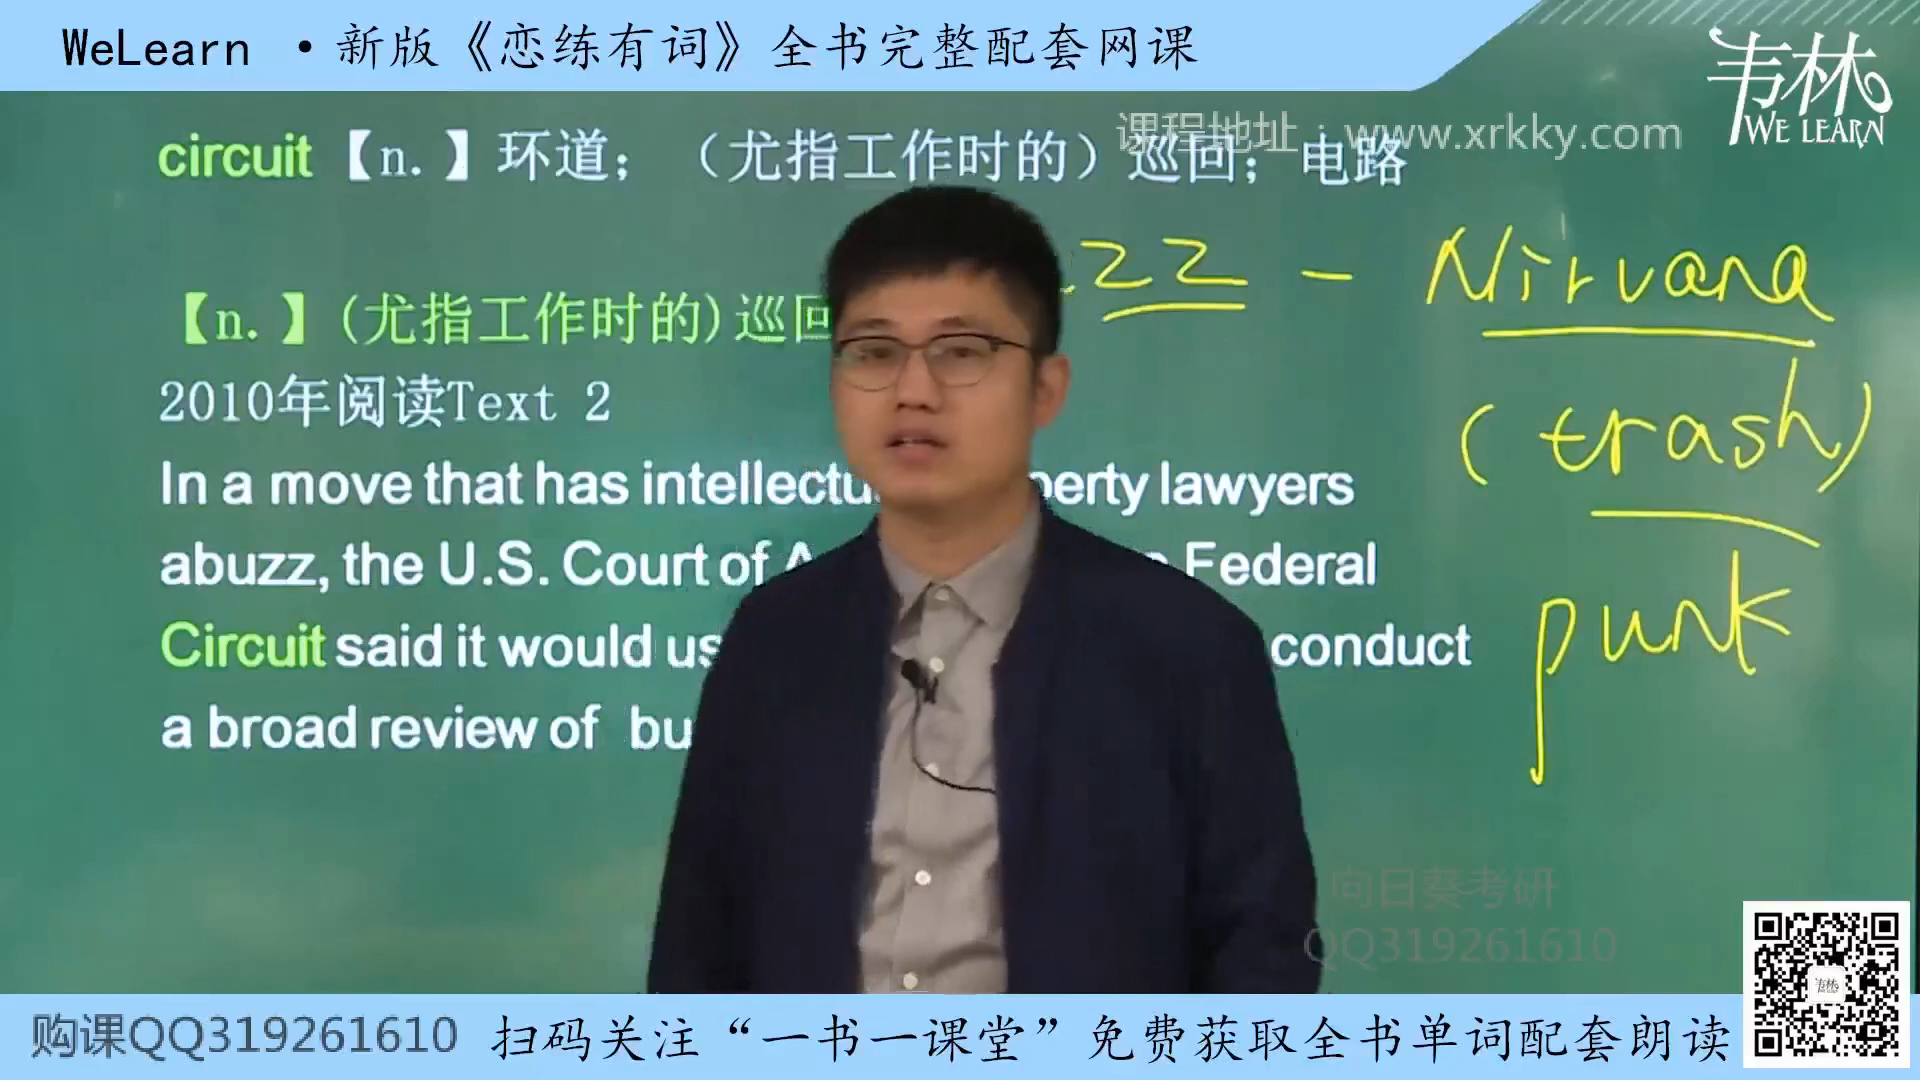 WeLearn ·新版《恋练有词》全书完整配套网课
韦林
WE LEARN
课程地址：www.xrkky.com
circuit【n.】环道；（尤指工作时的）巡回；电路
zz - Nirvana
【n.】(尤指工作时的)巡回
(trash)
2010年阅读Text 2
In a move that has intellectu perty lawyers
abuzz, the U.S. Court of A Federal
punk
Circuit said it would us conduct
a broad review of bu
向日葵考研
QQ319261610
韦林
购课QQ319261610 扫码关注“一书一课堂”免费获取全书单词配套朗读